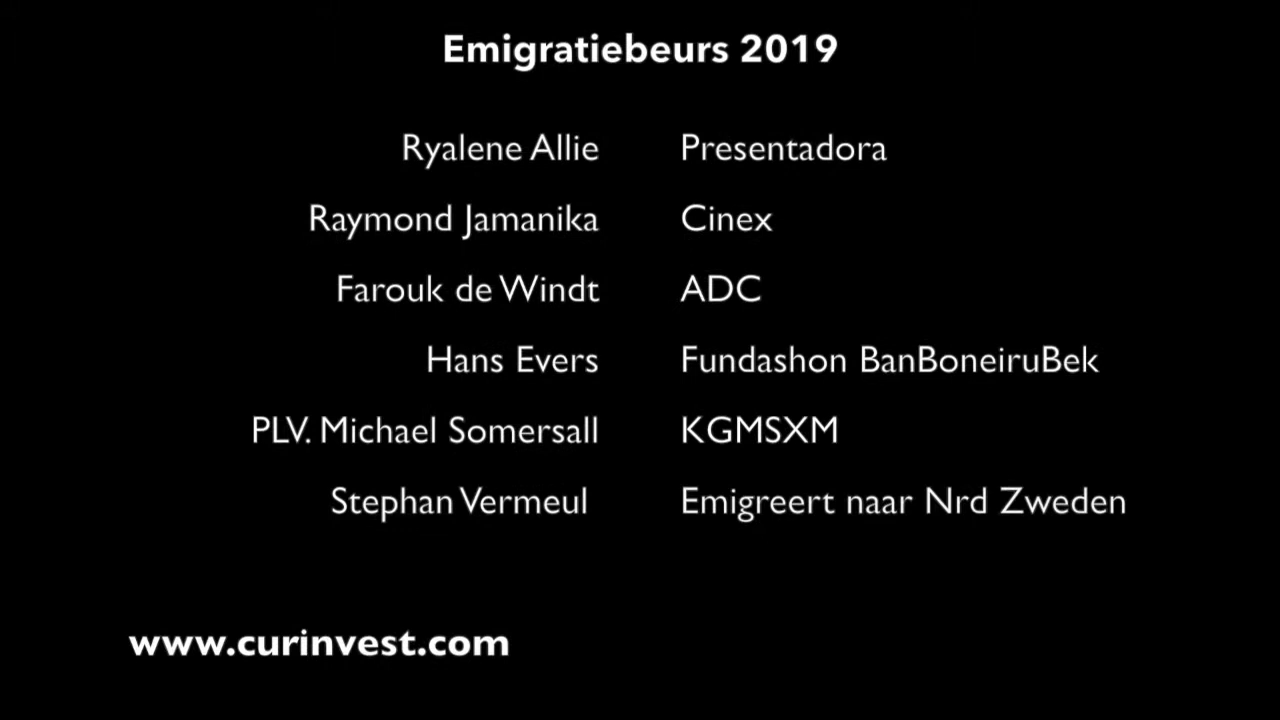 Emigratiebeurs 2019
Ryalene Allie Presentadora
Raymond Jamanika Cinex
Farouk de Windt ADC
Hans Evers Fundashon BanBoneiruBek
PLV. Michael Somersall KGMSXM
Stephan Vermeul Emigreert naar Nrd Zweden
www.curinvest.com